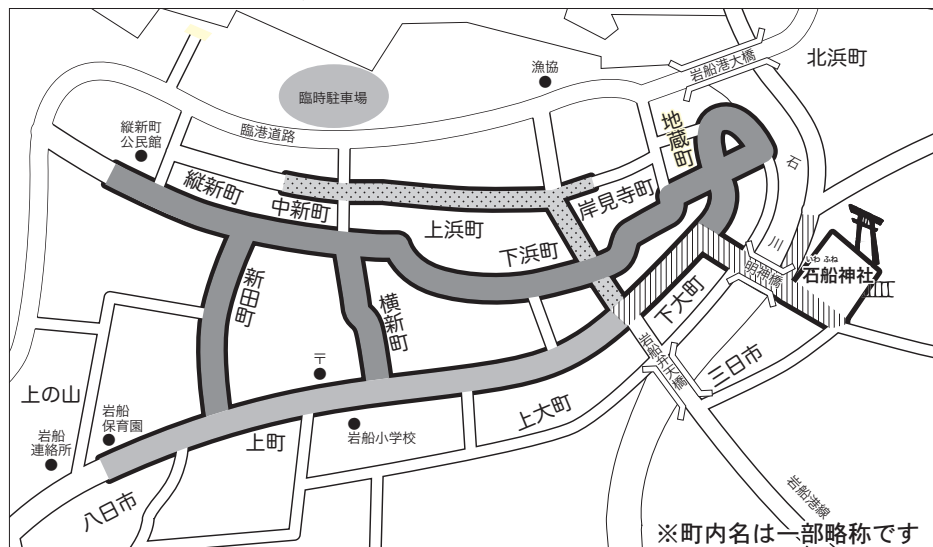 北浜町
岩船港大橋
漁協
臨時駐車場
地蔵町
縦新町
公民館
臨港道路
石
川
縦新町
中新町
岸見寺町
上浜町
下浜町
いわ ふね
石船神社
明神橋
新田町
横新町
下大町
〒
岩船弁大橋
三日市
上の山
岩船
保育園
上大町
岩船
連絡所
上町
岩船小学校
八日市
岩船港線
※町内名は一部略称です